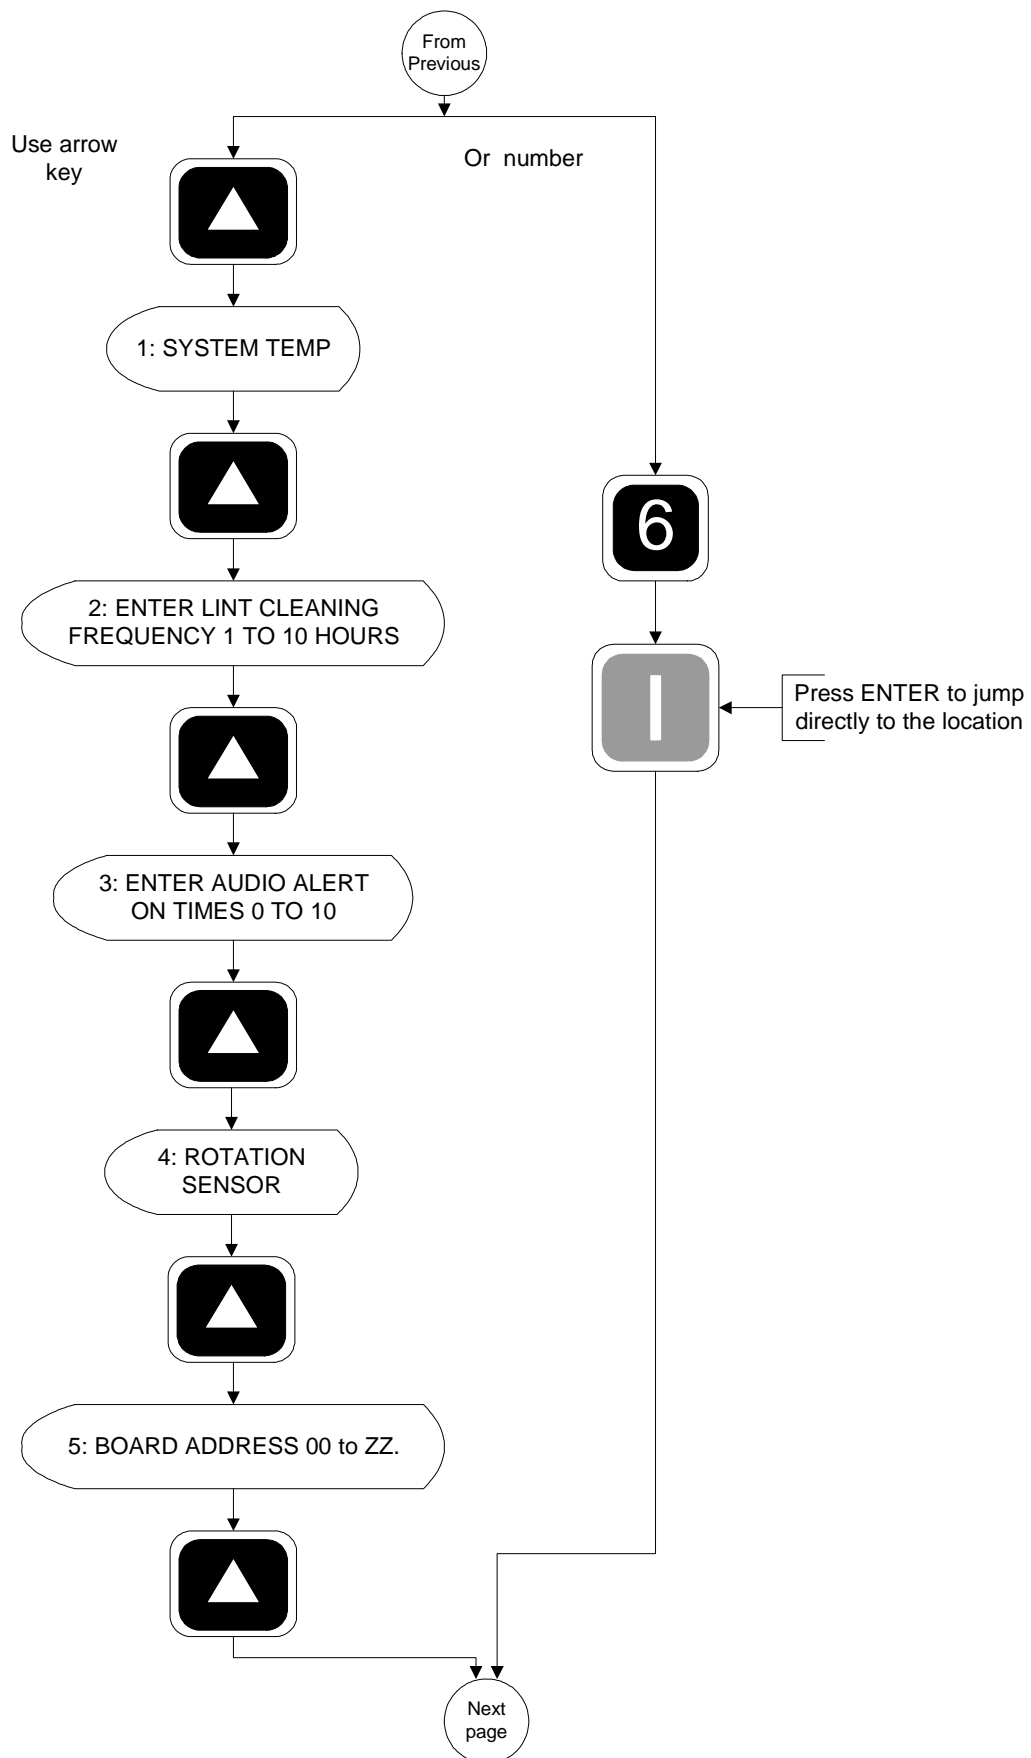 From
Previous
Use arrow
key
Or number
1: SYSTEM TEMP
6
2: ENTER LINT CLEANING
FREQUENCY 1 TO 10 HOURS
I
Press ENTER to jump
directly to the location
3: ENTER AUDIO ALERT
ON TIMES 0 TO 10
4: ROTATION
SENSOR
5: BOARD ADDRESS 00 to ZZ.
Next
page